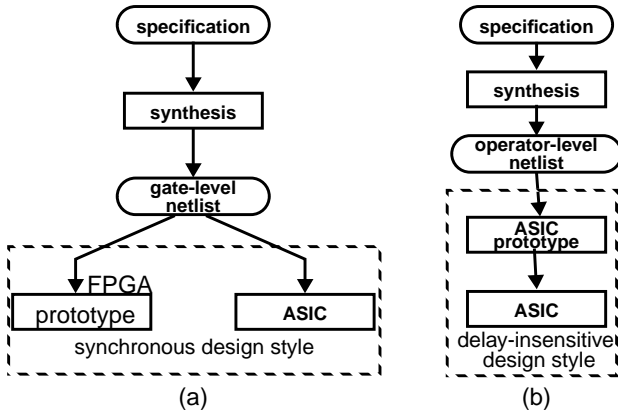 specification
synthesis
gate-level
netlist
FPGA
prototype
ASIC
synchronous design style
(a)
specification
synthesis
operator-level
netlist
ASIC
prototype
ASIC
delay-insensitive
design style
(b)